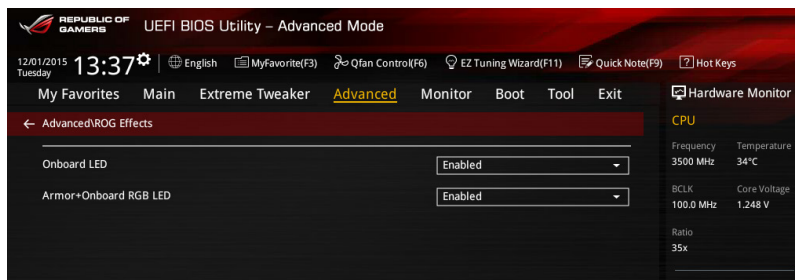 REPUBLIC OF
GAMERS
UEFI BIOS Utility – Advanced Mode
12/01/2015
Tuesday
13:37
English
MyFavorite(F3)
Qfan Control(F6)
EZ Tuning Wizard(F11)
Quick Note(F9)
? Hot Keys
My Favorites Main Extreme Tweaker Advanced Monitor Boot Tool Exit
Hardware Monitor
← Advanced\ROG Effects
Onboard LED Enabled
Armor+Onboard RGB LED Enabled
CPU
Frequency Temperature
3500 MHz 34°C
BCLK Core Voltage
100.0 MHz 1.248 V
Ratio
35x